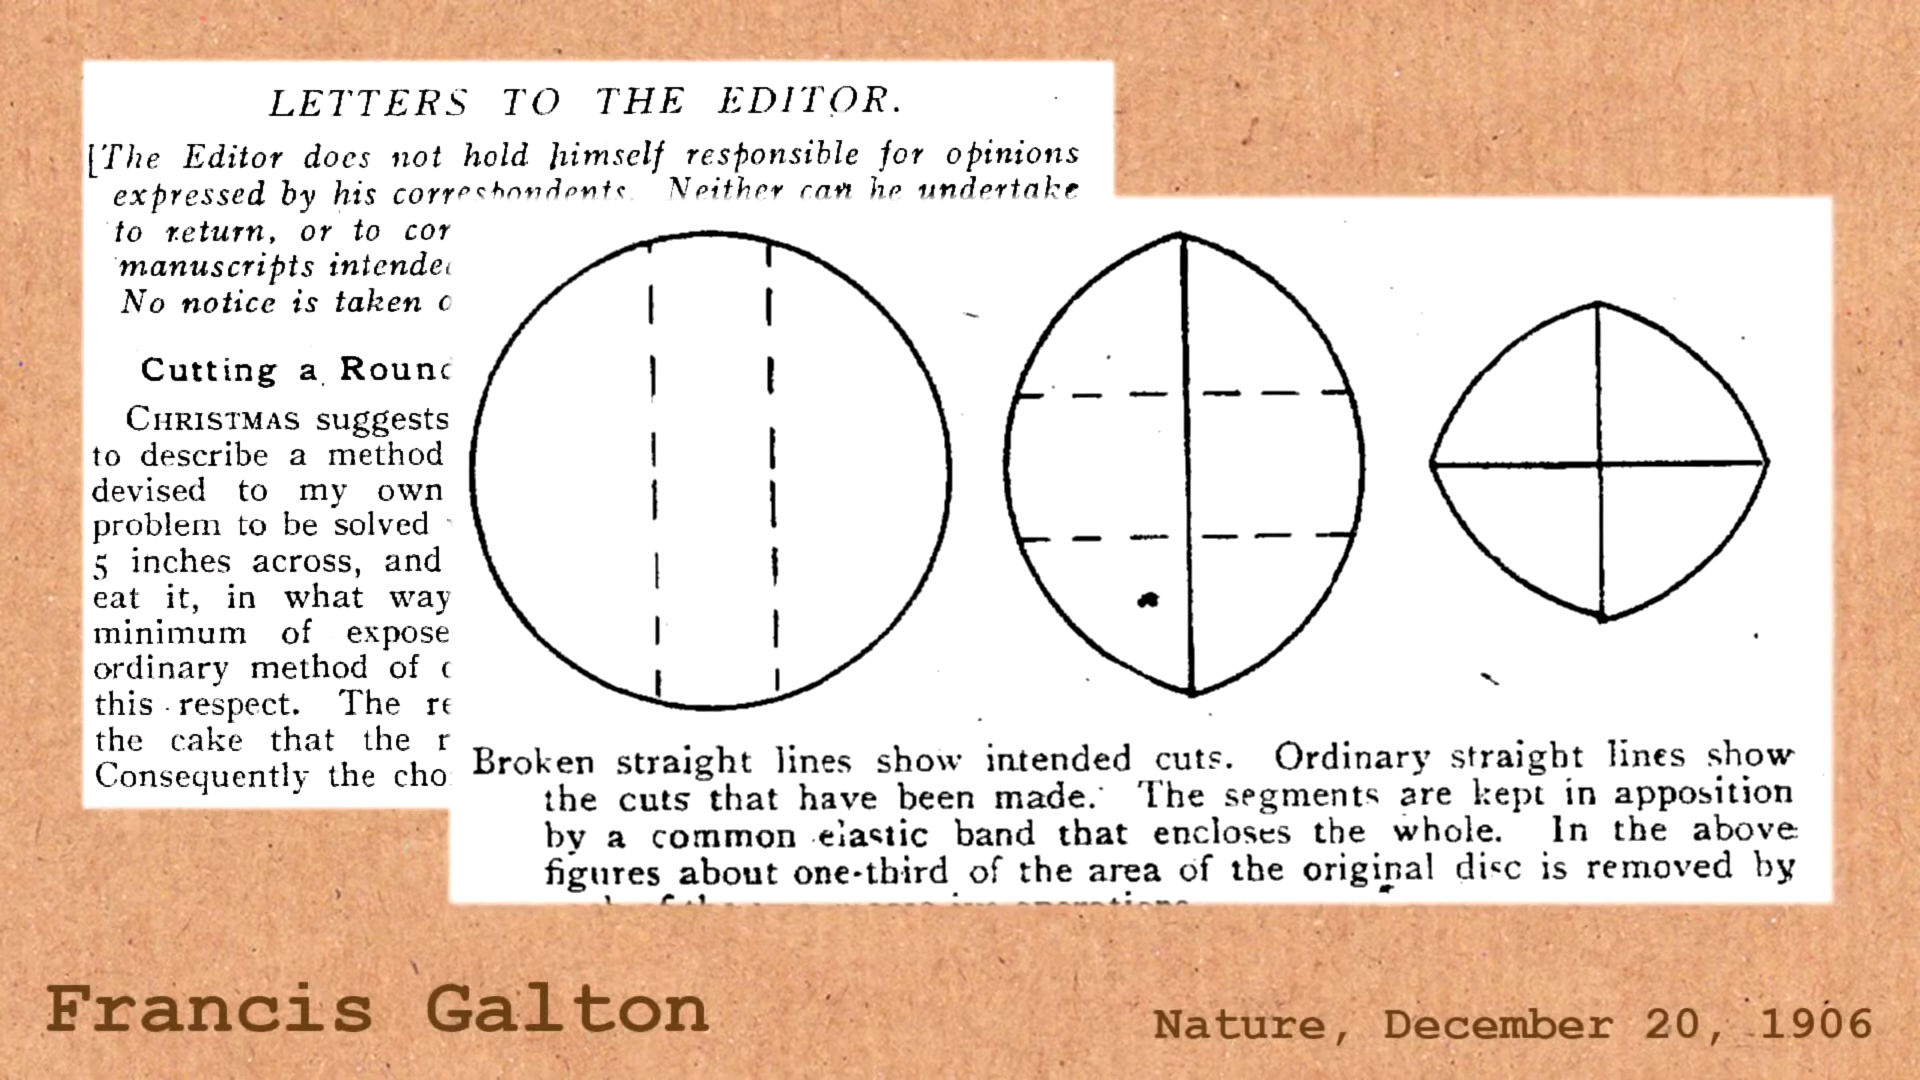 LETTERS TO THE EDITOR.
[The Editor does not hold himself responsible for opinions
expressed by his correspondents. Neither can he undertake
to return, or to cor
manuscripts intended
No notice is taken o
Cutting a Round
CHRISTMAS suggests
to describe a method
devised to my own
problem to be solved
5 inches across, and
eat it, in what way
minimum of expose
ordinary method of c
this respect. The re
the cake that the r
Consequently the cho
Broken straight lines show intended cuts. Ordinary straight lines show
the cuts that have been made. The segments are kept in apposition
by a common elastic band that encloses the whole. In the above
figures about one-third of the area of the original disc is removed by
Francis Galton
Nature, December 20, 1906